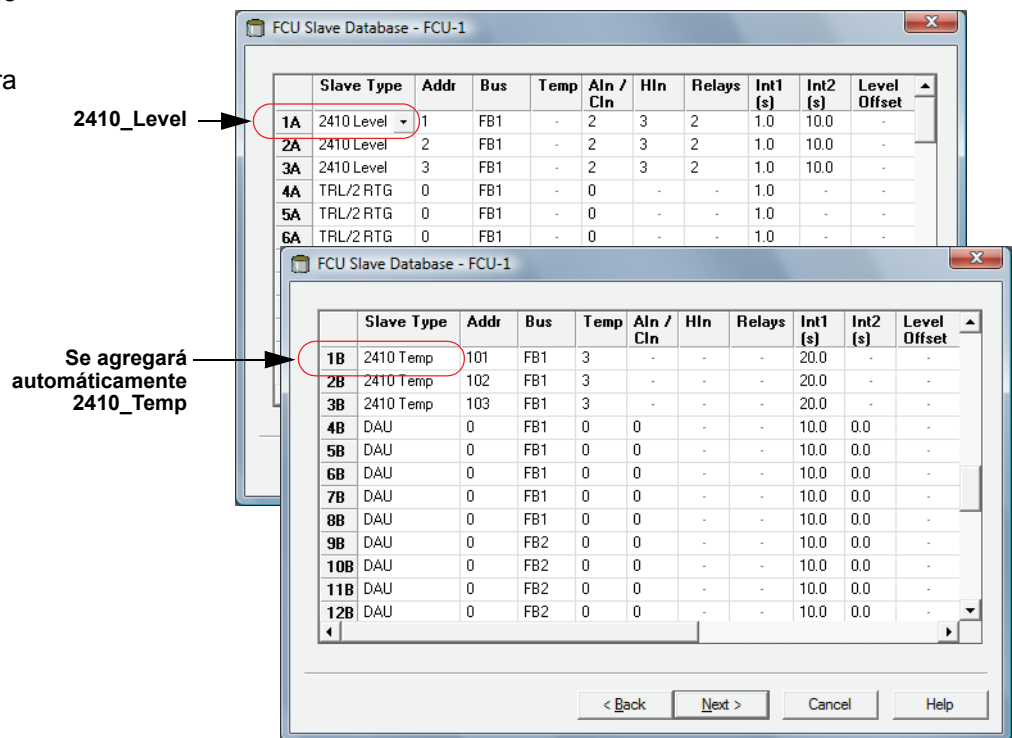 ra
2410_Level
FCU Slave Database - FCU-1
Slave Type Addr Bus Temp AIn / CIn HIn Relays Int1 (s) Int2 (s) Level Offset
1A 2410 Level 1 FB1 - 2 3 2 1.0 10.0 -
2A 2410 Level 2 FB1 - 2 3 2 1.0 10.0 -
3A 2410 Level 3 FB1 - 2 3 2 1.0 10.0 -
4A TRL/2 RTG 0 FB1 - 0 - - 1.0 - -
5A TRL/2 RTG 0 FB1 - 0 - - 1.0 - -
6A TRL/2 RTG 0 FB1 - 0 - - 1.0 - -
Se agregará
automáticamente
2410_Temp
FCU Slave Database - FCU-1
Slave Type Addr Bus Temp AIn / CIn HIn Relays Int1 (s) Int2 (s) Level Offset
1B 2410 Temp 101 FB1 3 - - - 20.0 - -
2B 2410 Temp 102 FB1 3 - - - 20.0 - -
3B 2410 Temp 103 FB1 3 - - - 20.0 - -
4B DAU 0 FB1 0 0 - - 10.0 0.0 -
5B DAU 0 FB1 0 0 - - 10.0 0.0 -
6B DAU 0 FB1 0 0 - - 10.0 0.0 -
7B DAU 0 FB1 0 0 - - 10.0 0.0 -
8B DAU 0 FB1 0 0 - - 10.0 0.0 -
9B DAU 0 FB2 0 0 - - 10.0 0.0 -
10B DAU 0 FB2 0 0 - - 10.0 0.0 -
11B DAU 0 FB2 0 0 - - 10.0 0.0 -
12B DAU 0 FB2 0 0 - - 10.0 0.0 -
< Back Next > Cancel Help